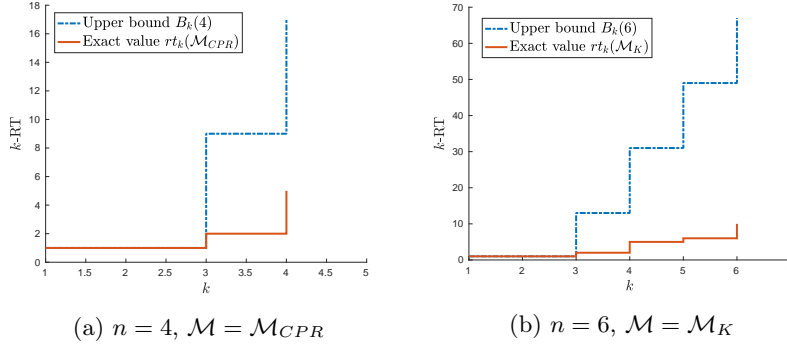 18
16
14
12
10
8
6
4
2
0
k-RT
Upper bound B_k(4)
Exact value rt_k(ℳ_CPR)
1 1.5 2 2.5 3 3.5 4 4.5 5
k
(a) n = 4, ℳ = ℳ_CPR
70
60
50
40
30
20
10
0
k-RT
Upper bound B_k(6)
Exact value rt_k(ℳ_K)
1 2 3 4 5 6
k
(b) n = 6, ℳ = ℳ_K